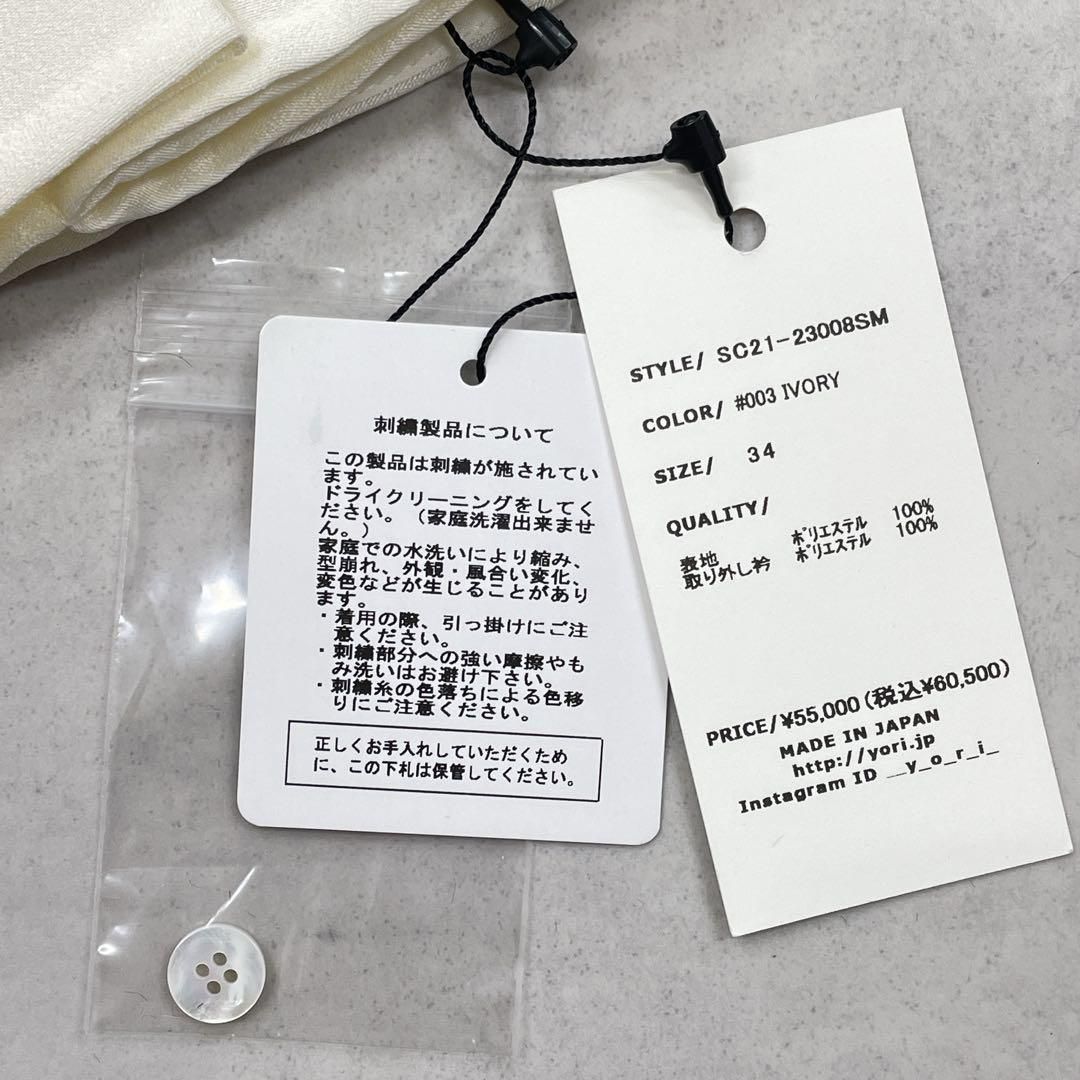 刺繍製品について
この製品は刺繍が施されてい
ます。
ドライクリーニングをしてく
ださい。（家庭洗濯出来ませ
ん。）
家庭での水洗いにより縮み、
型崩れ、外観・風合い変化、
変色などが生じることがあり
ます。
・着用の際、引っ掛けにご注
意ください。
・刺繍部分への強い摩擦やも
み洗いはお避け下さい。
・刺繍糸の色落ちによる色移
りにご注意ください。
正しくお手入れしていただくため
に、この下札は保管してください。
STYLE/ SC21-23008SM
COLOR/ #003 IVORY
SIZE/ 34
QUALITY/
表地 ﾎﾟﾘｴｽﾃﾙ 100%
取り外し衿 ﾎﾟﾘｴｽﾃﾙ 100%
PRICE/¥55,000(税込¥60,500)
MADE IN JAPAN
http://yori.jp
Instagram ID __y_o_r_i_